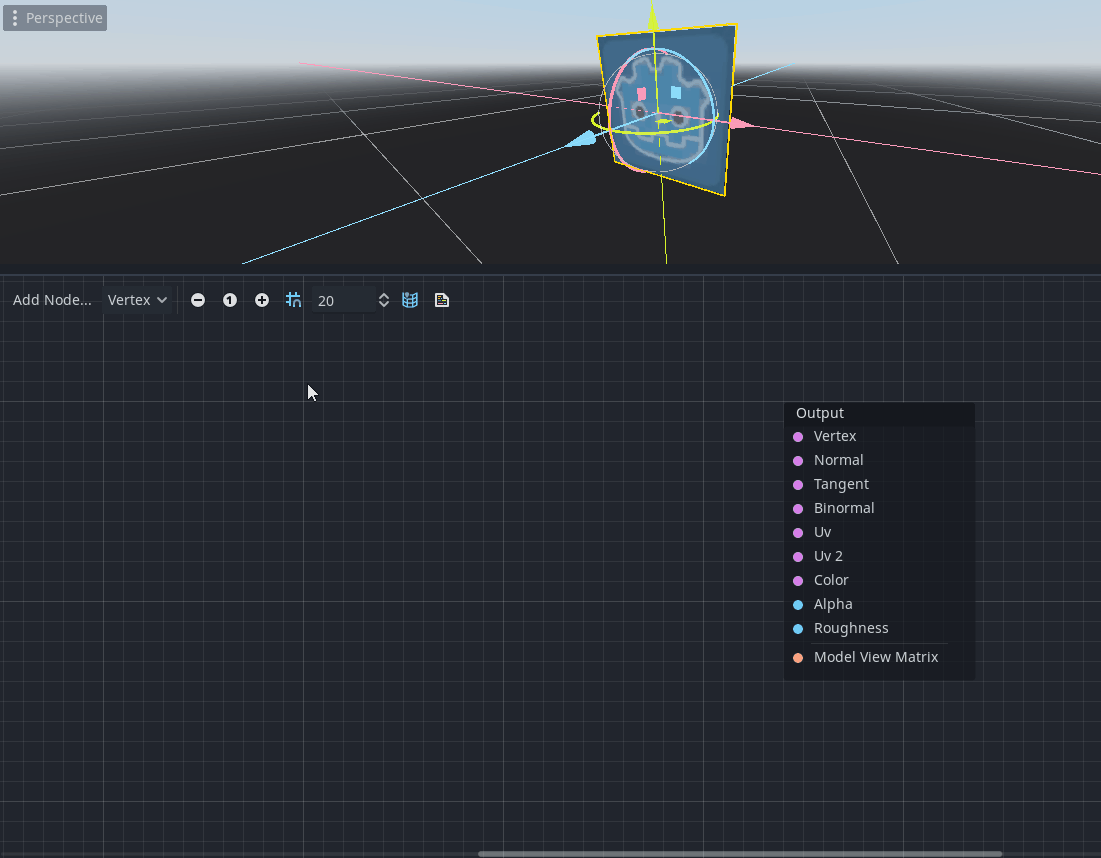 Perspective
Add Node... Vertex 1 20
Output
Vertex
Normal
Tangent
Binormal
Uv
Uv 2
Color
Alpha
Roughness
Model View Matrix